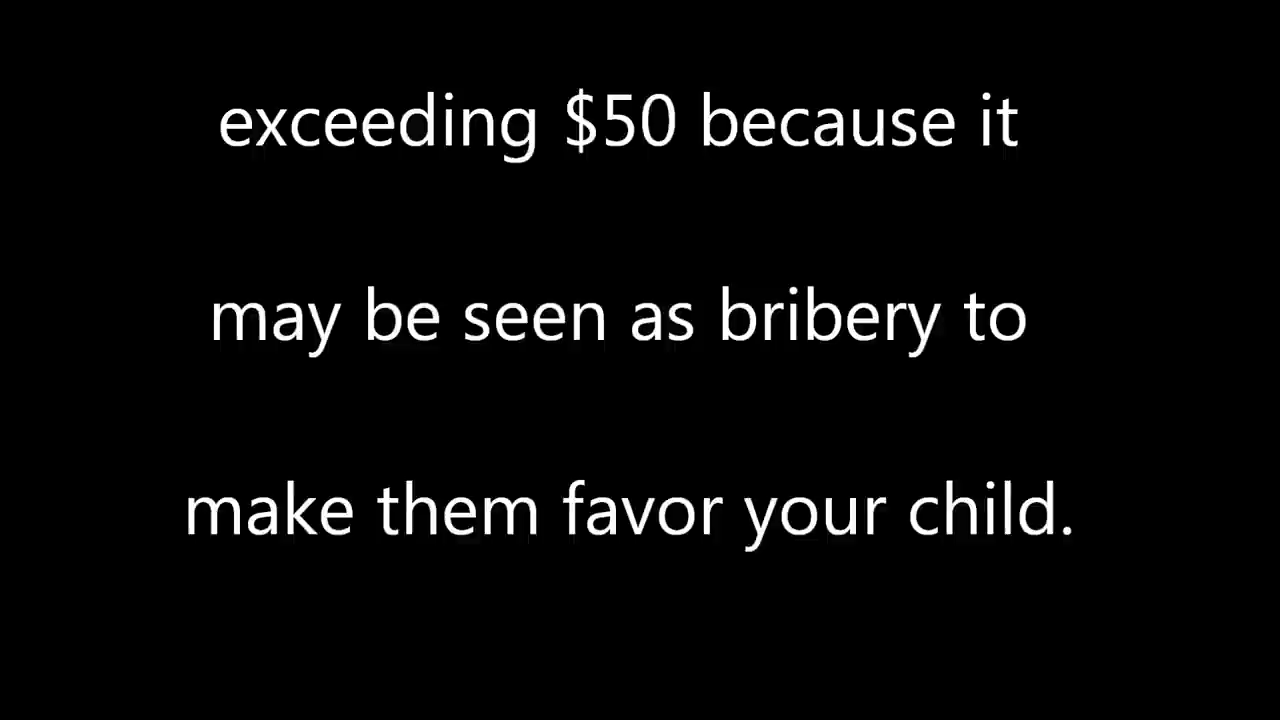 exceeding $50 because it
may be seen as bribery to
make them favor your child.